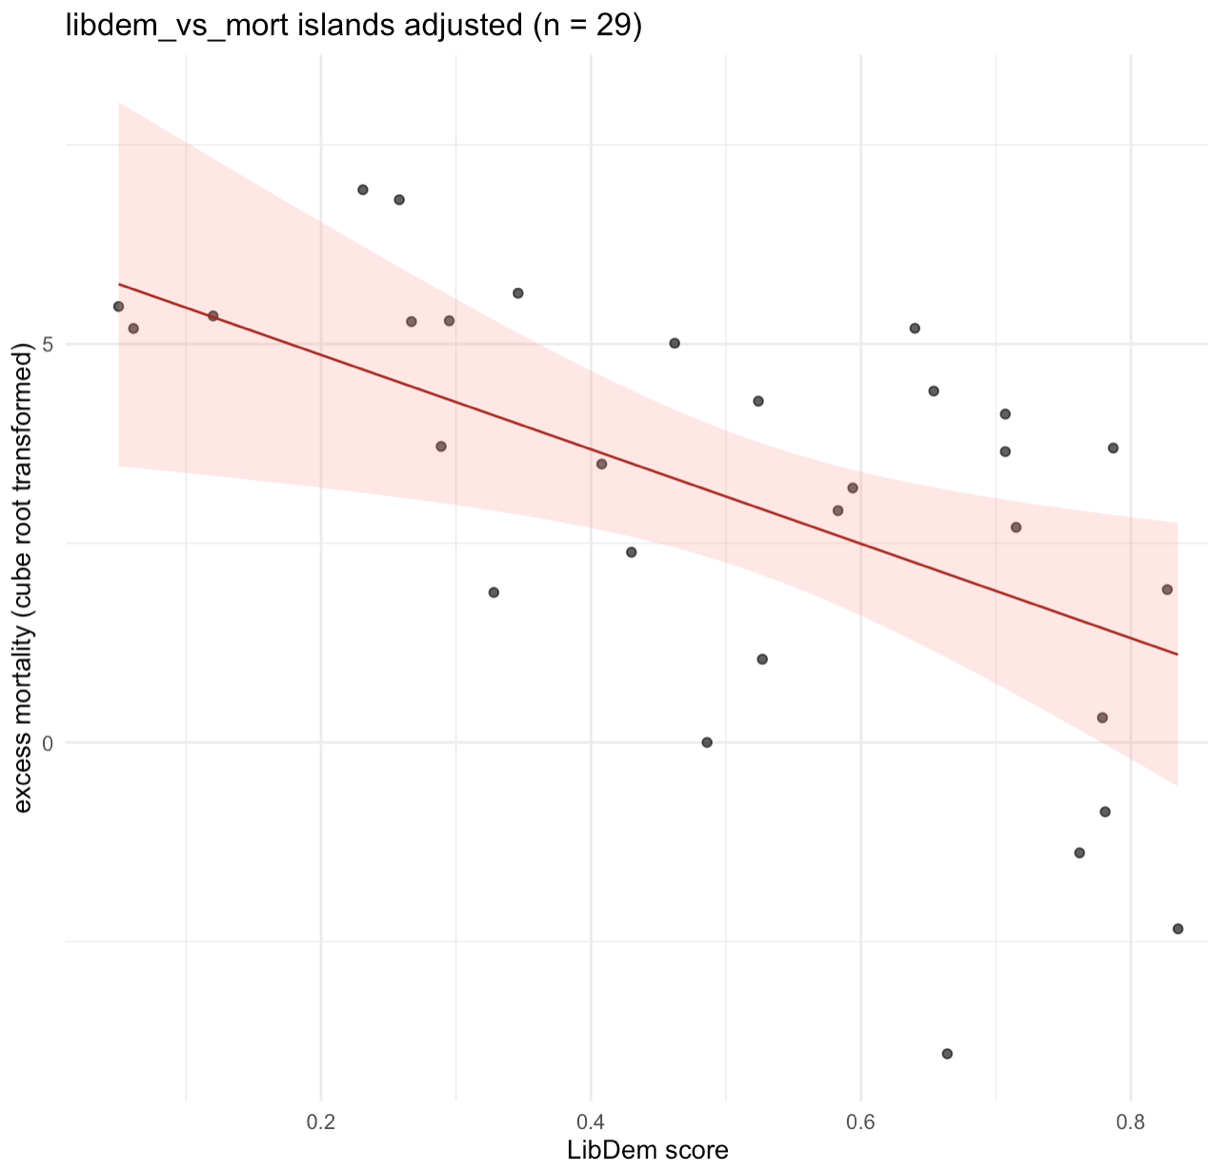 libdem_vs_mort islands adjusted (n = 29)
excess mortality (cube root transformed)
5
0
0.2
0.4
0.6
0.8
LibDem score